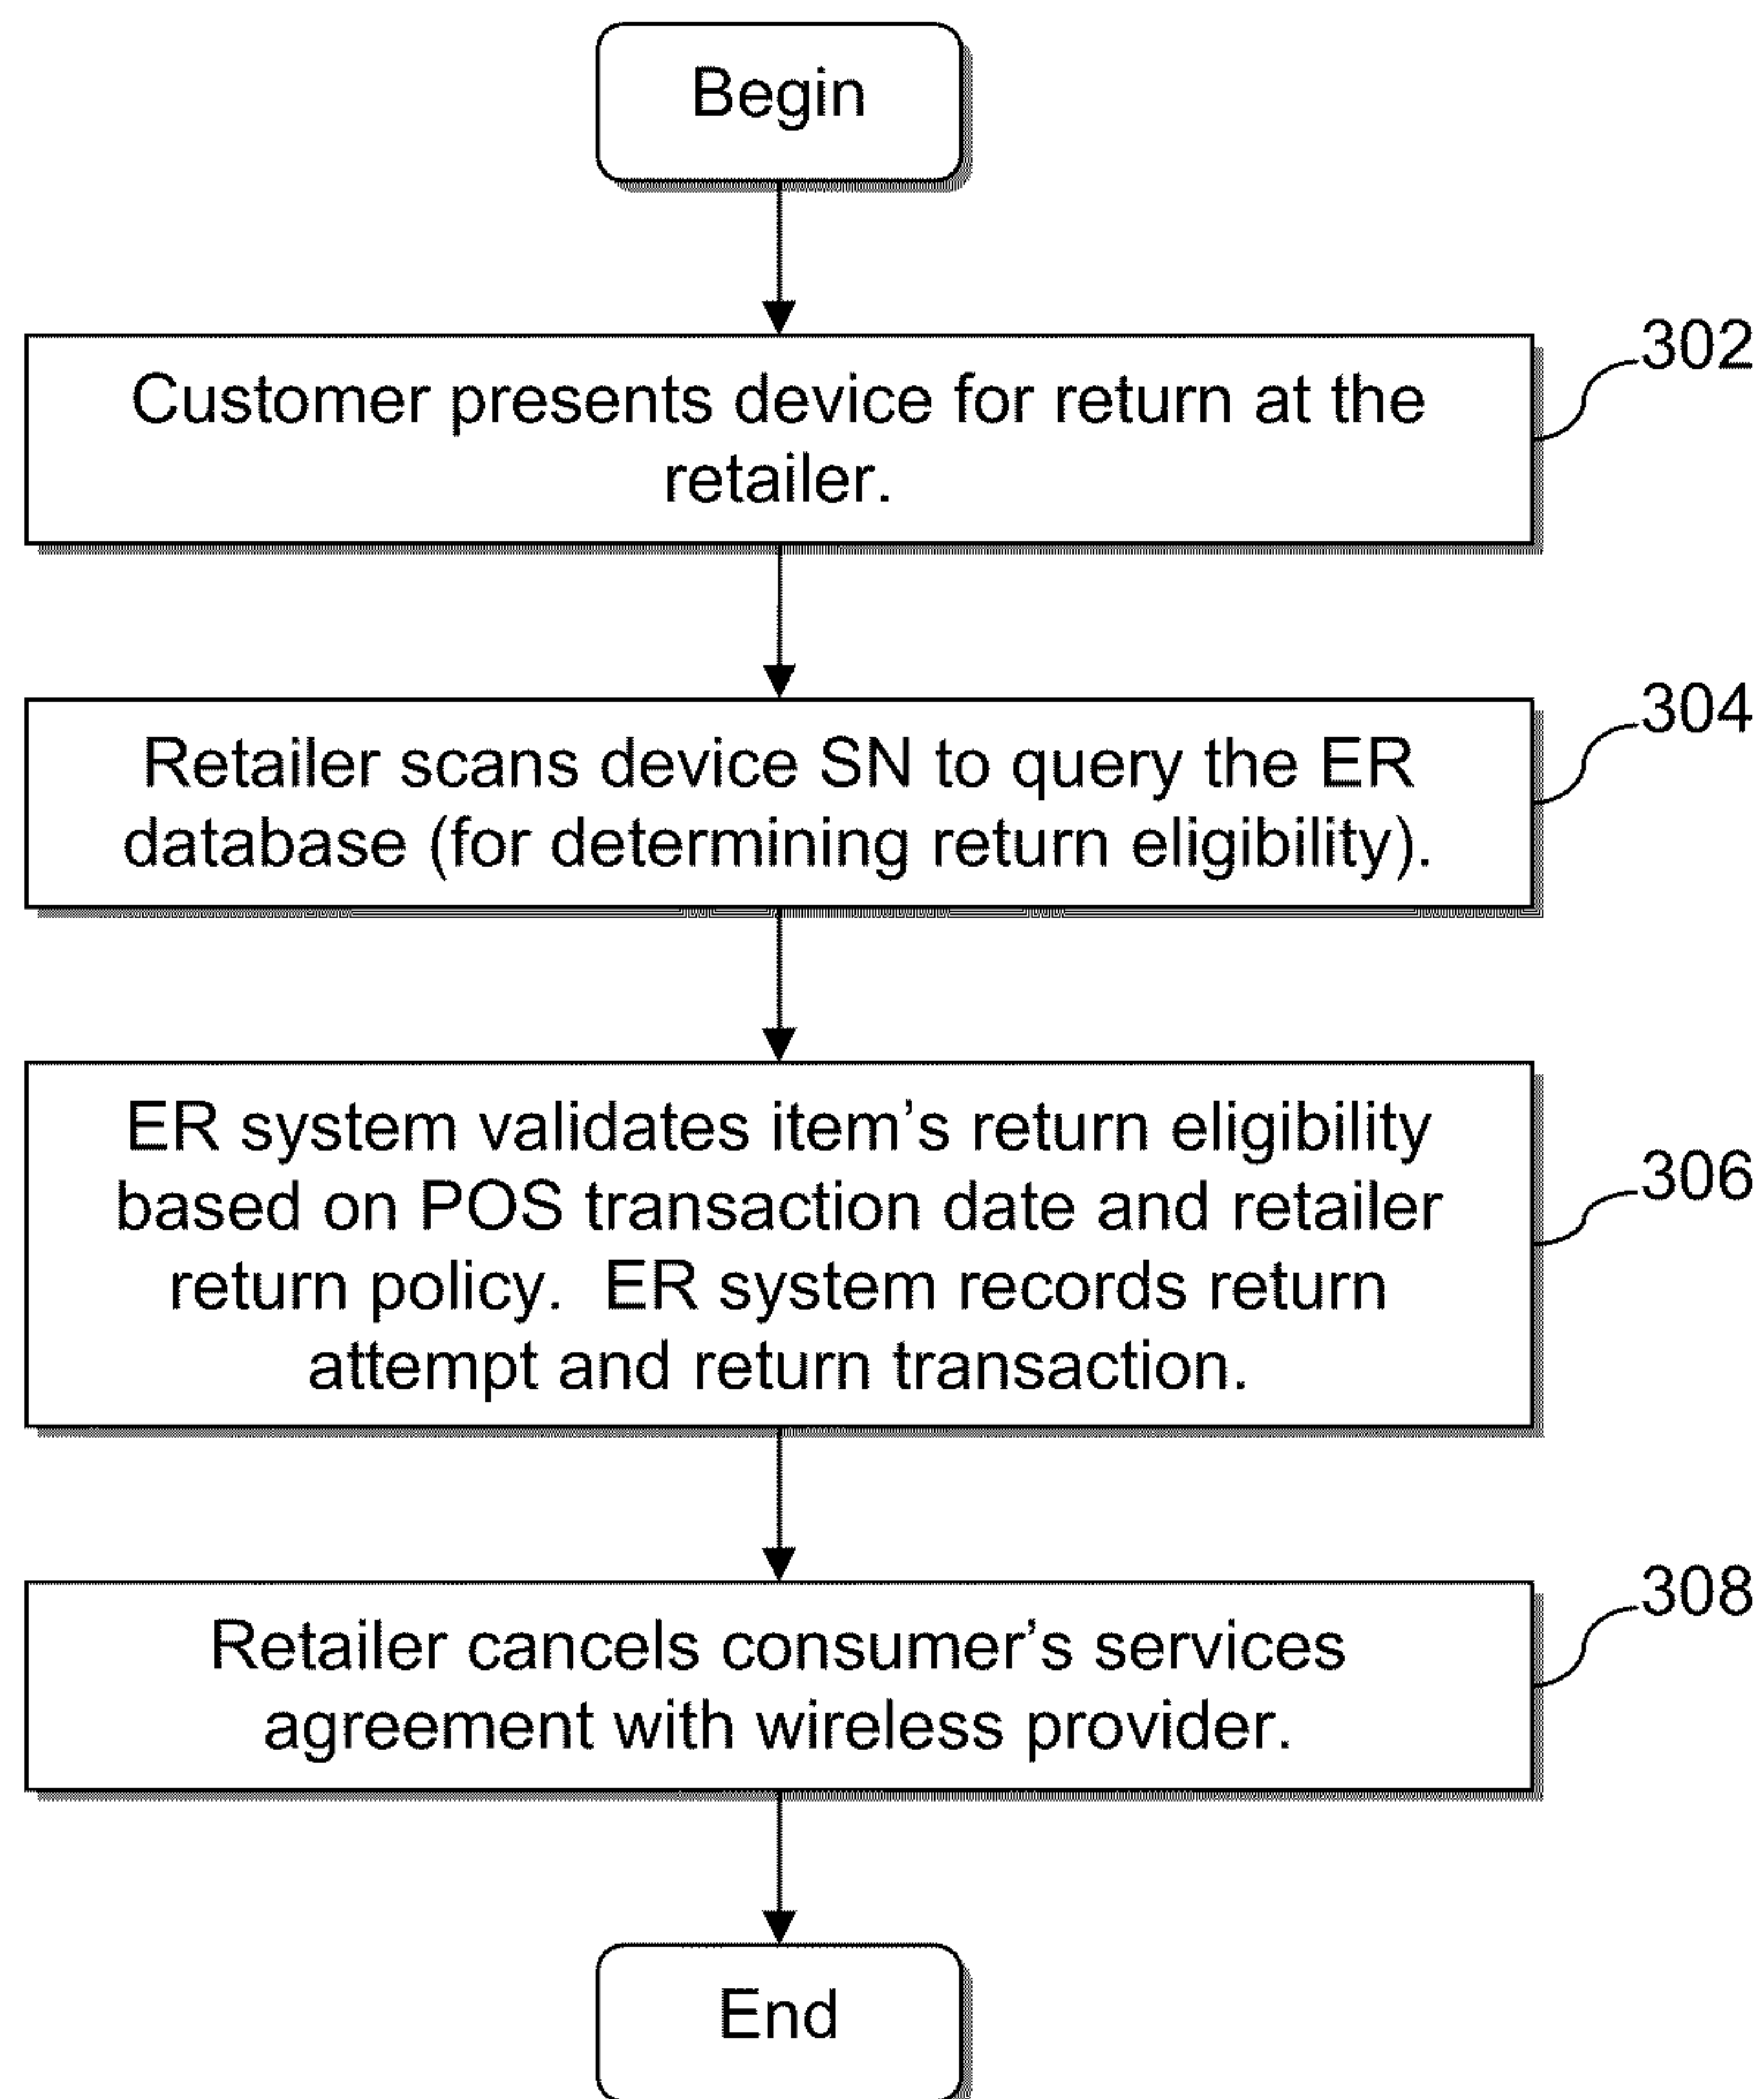 Begin
302
Customer presents device for return at the
retailer.
304
Retailer scans device SN to query the ER
database (for determining return eligibility).
306
ER system validates item's return eligibility
based on POS transaction date and retailer
return policy.  ER system records return
attempt and return transaction.
308
Retailer cancels consumer's services
agreement with wireless provider.
End